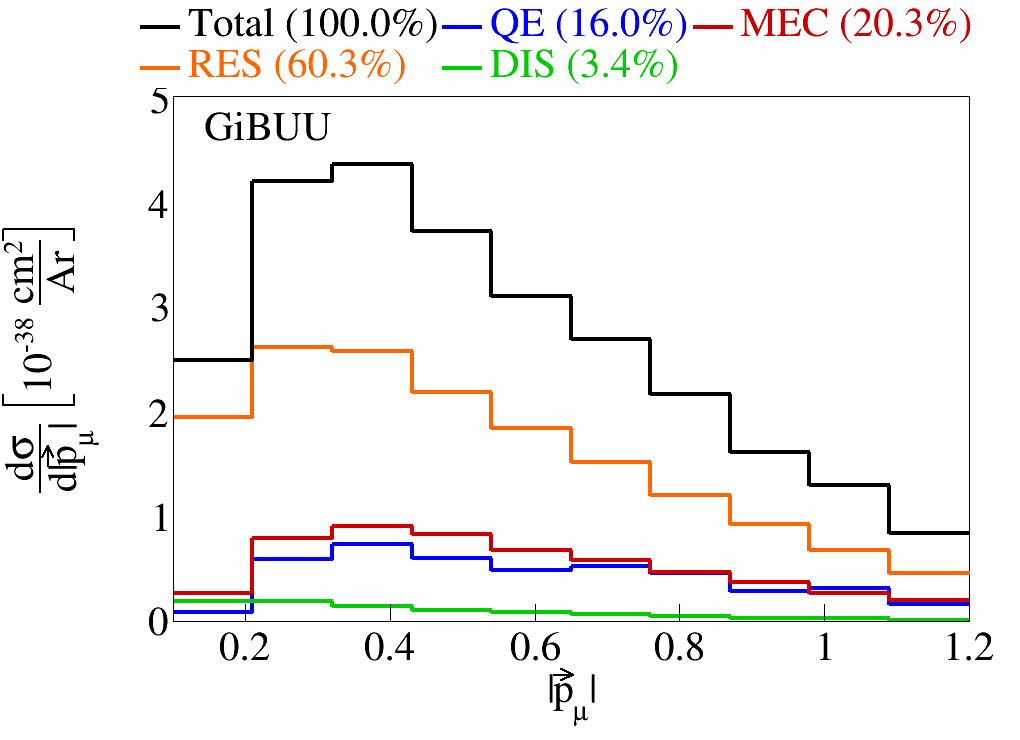 Total (100.0%) QE (16.0%) MEC (20.3%)
RES (60.3%) DIS (3.4%)
GiBUU
5
4
3
2
1
0
0.2 0.4 0.6 0.8 1 1.2
|p⃗μ|
dσ/d|p⃗μ| [10⁻³⁸ cm²/Ar]